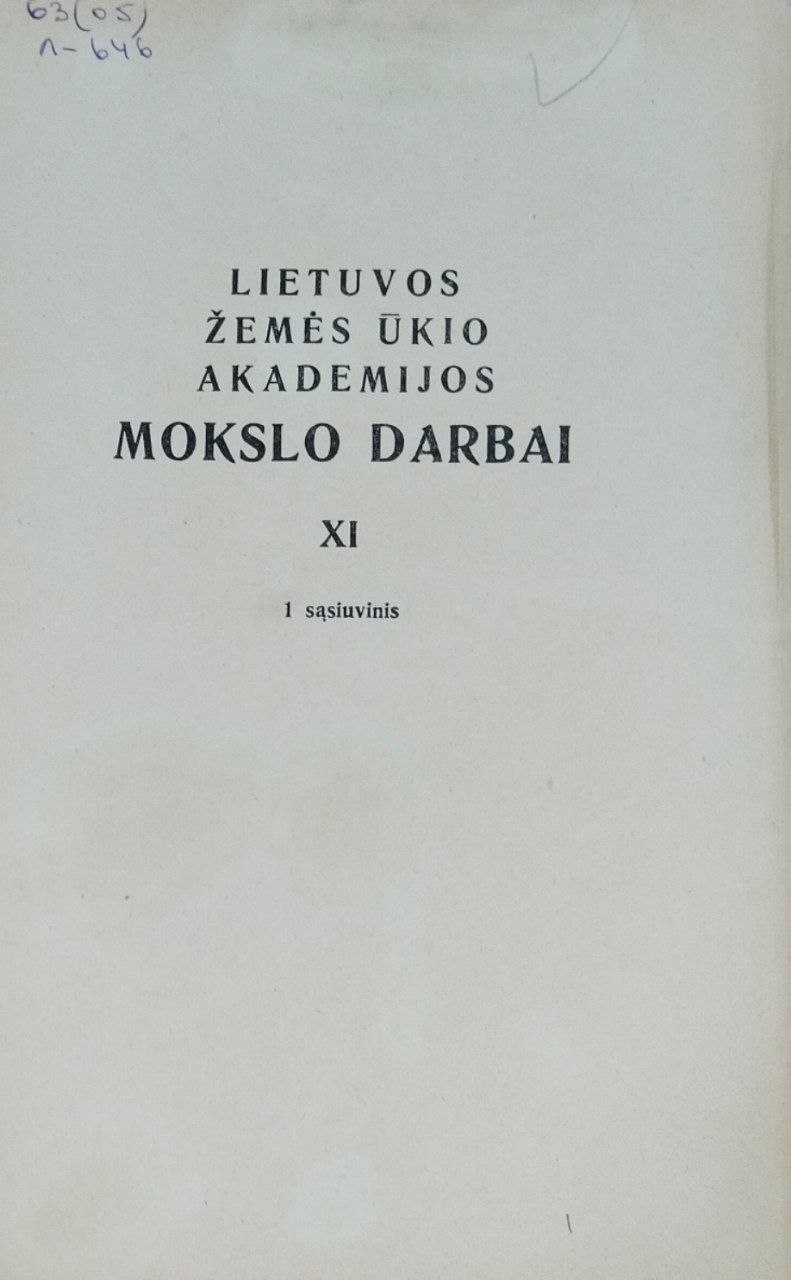 63(05)
Л-646
LIETUVOS
ŽEMĖS ŪKIO
AKADEMIJOS
MOKSLO DARBAI
XI
1 sąsiuvinis